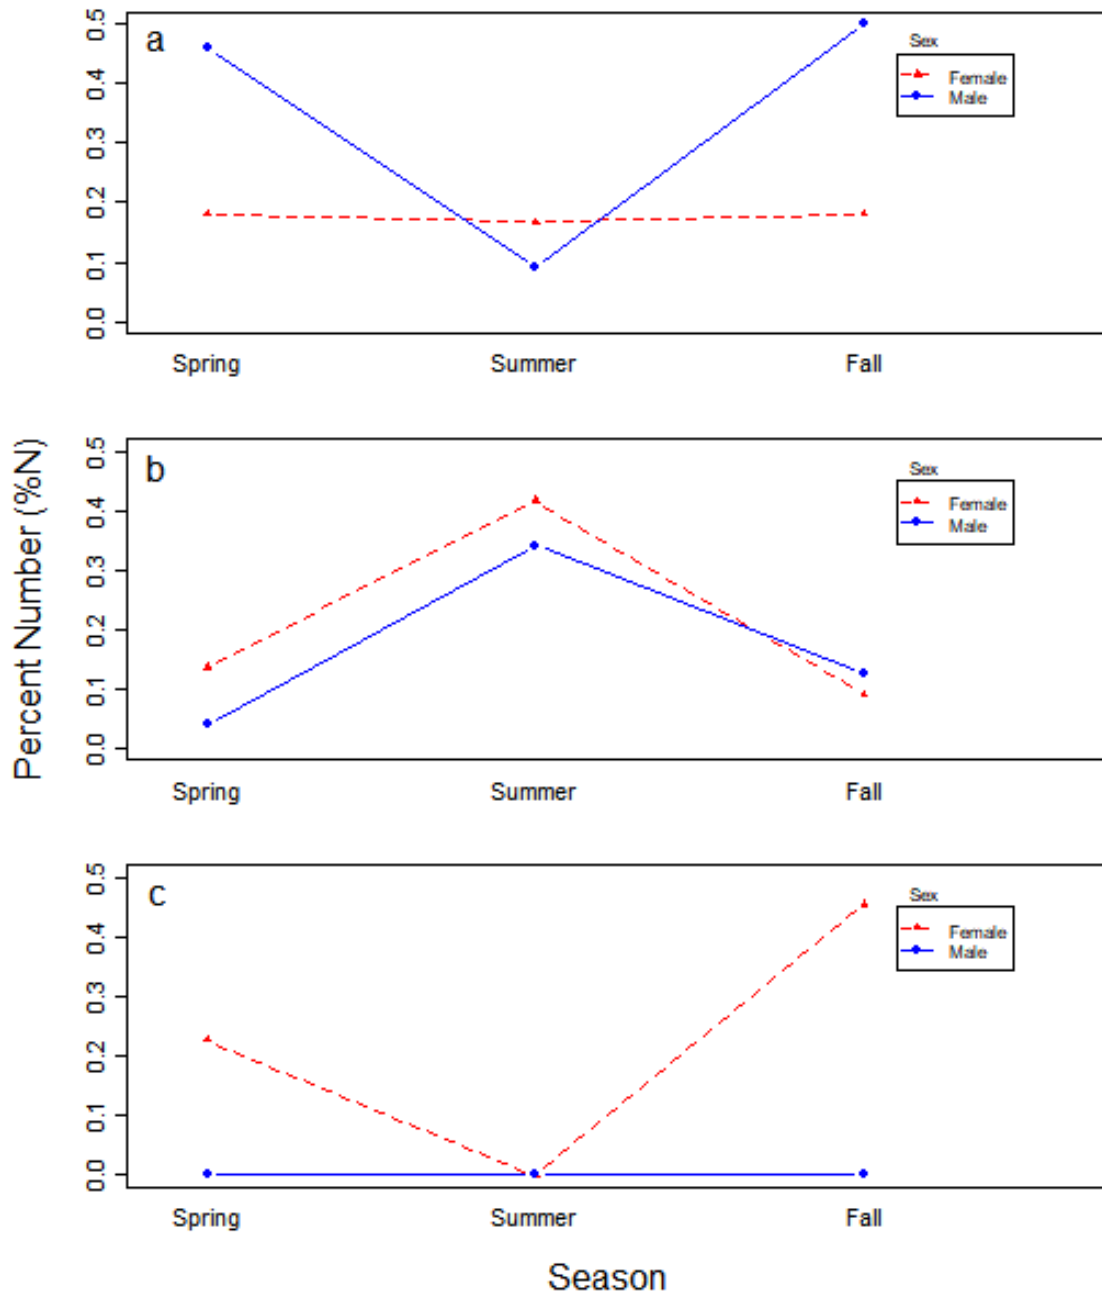 a
Sex
Female
Male
0.5
0.4
0.3
0.2
0.1
0.0
Spring Summer Fall
Percent Number (%N)
b
Sex
Female
Male
0.5
0.4
0.3
0.2
0.1
0.0
Spring Summer Fall
c
Sex
Female
Male
0.5
0.4
0.3
0.2
0.1
0.0
Spring Summer Fall
Season